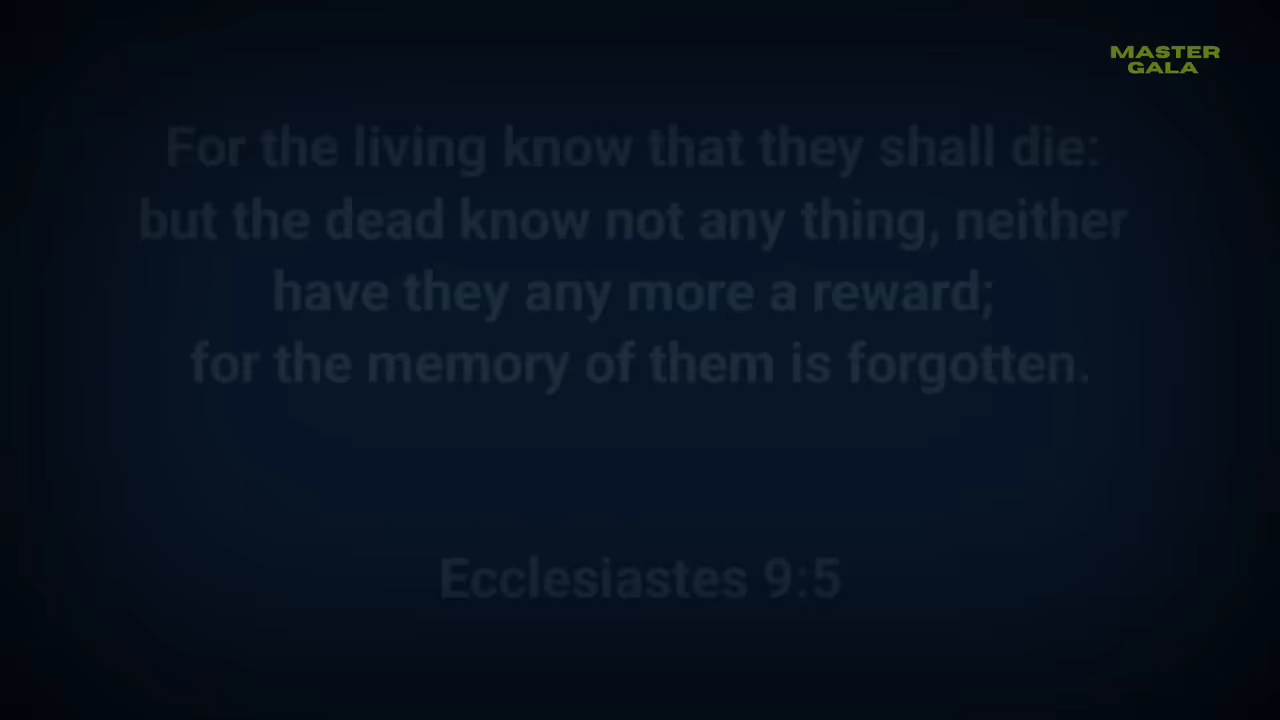 MASTER
GALA
For the living know that they shall die:
but the dead know not any thing, neither
have they any more a reward;
for the memory of them is forgotten.
Ecclesiastes 9:5